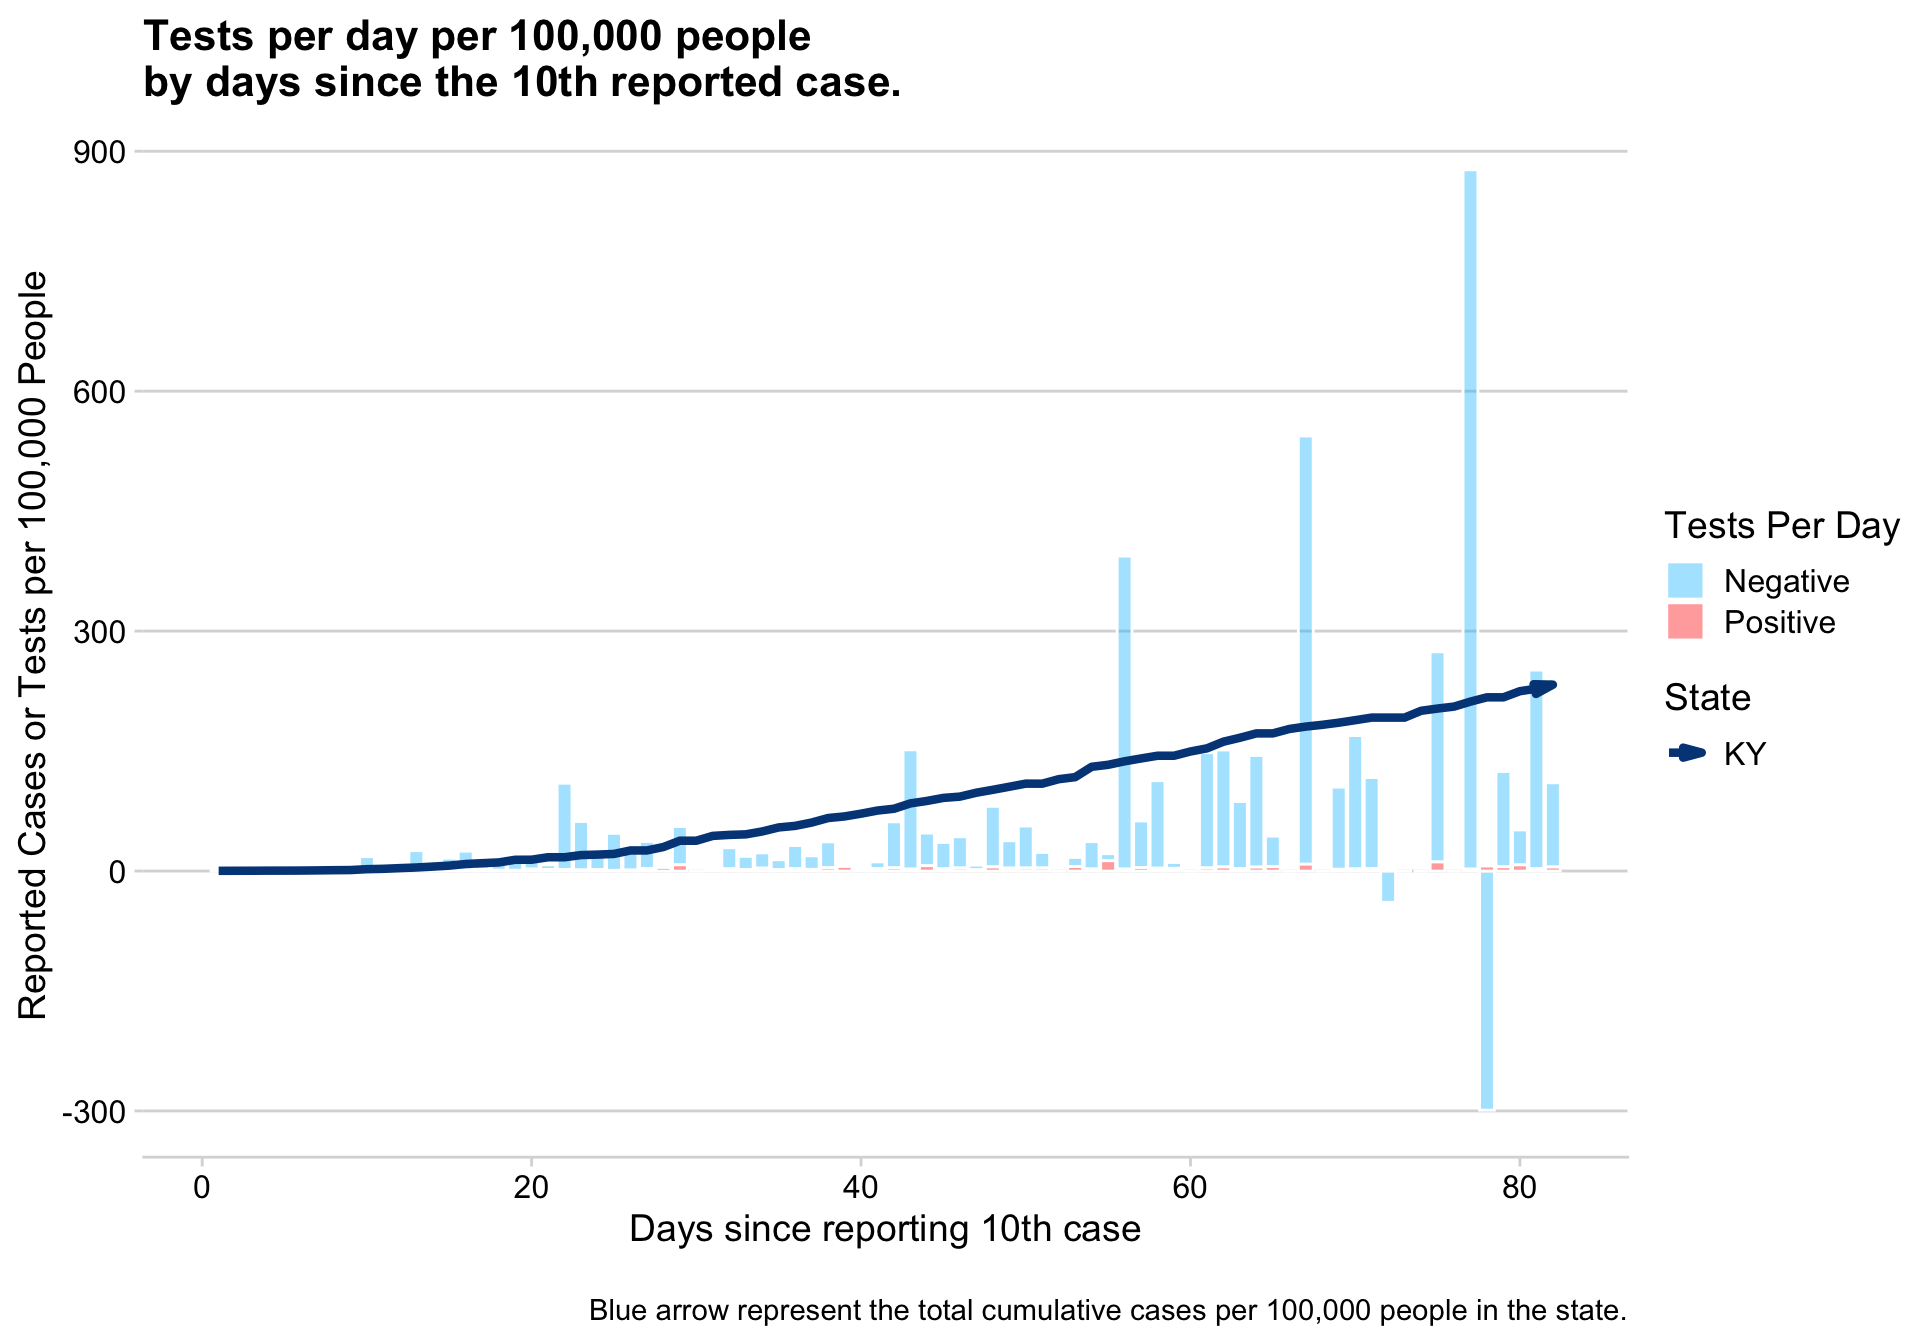 Tests per day per 100,000 people
by days since the 10th reported case.
Reported Cases or Tests per 100,000 People
900
600
300
0
-300
0
20
40
60
80
Days since reporting 10th case
Tests Per Day
Negative
Positive
State
KY
Blue arrow represent the total cumulative cases per 100,000 people in the state.